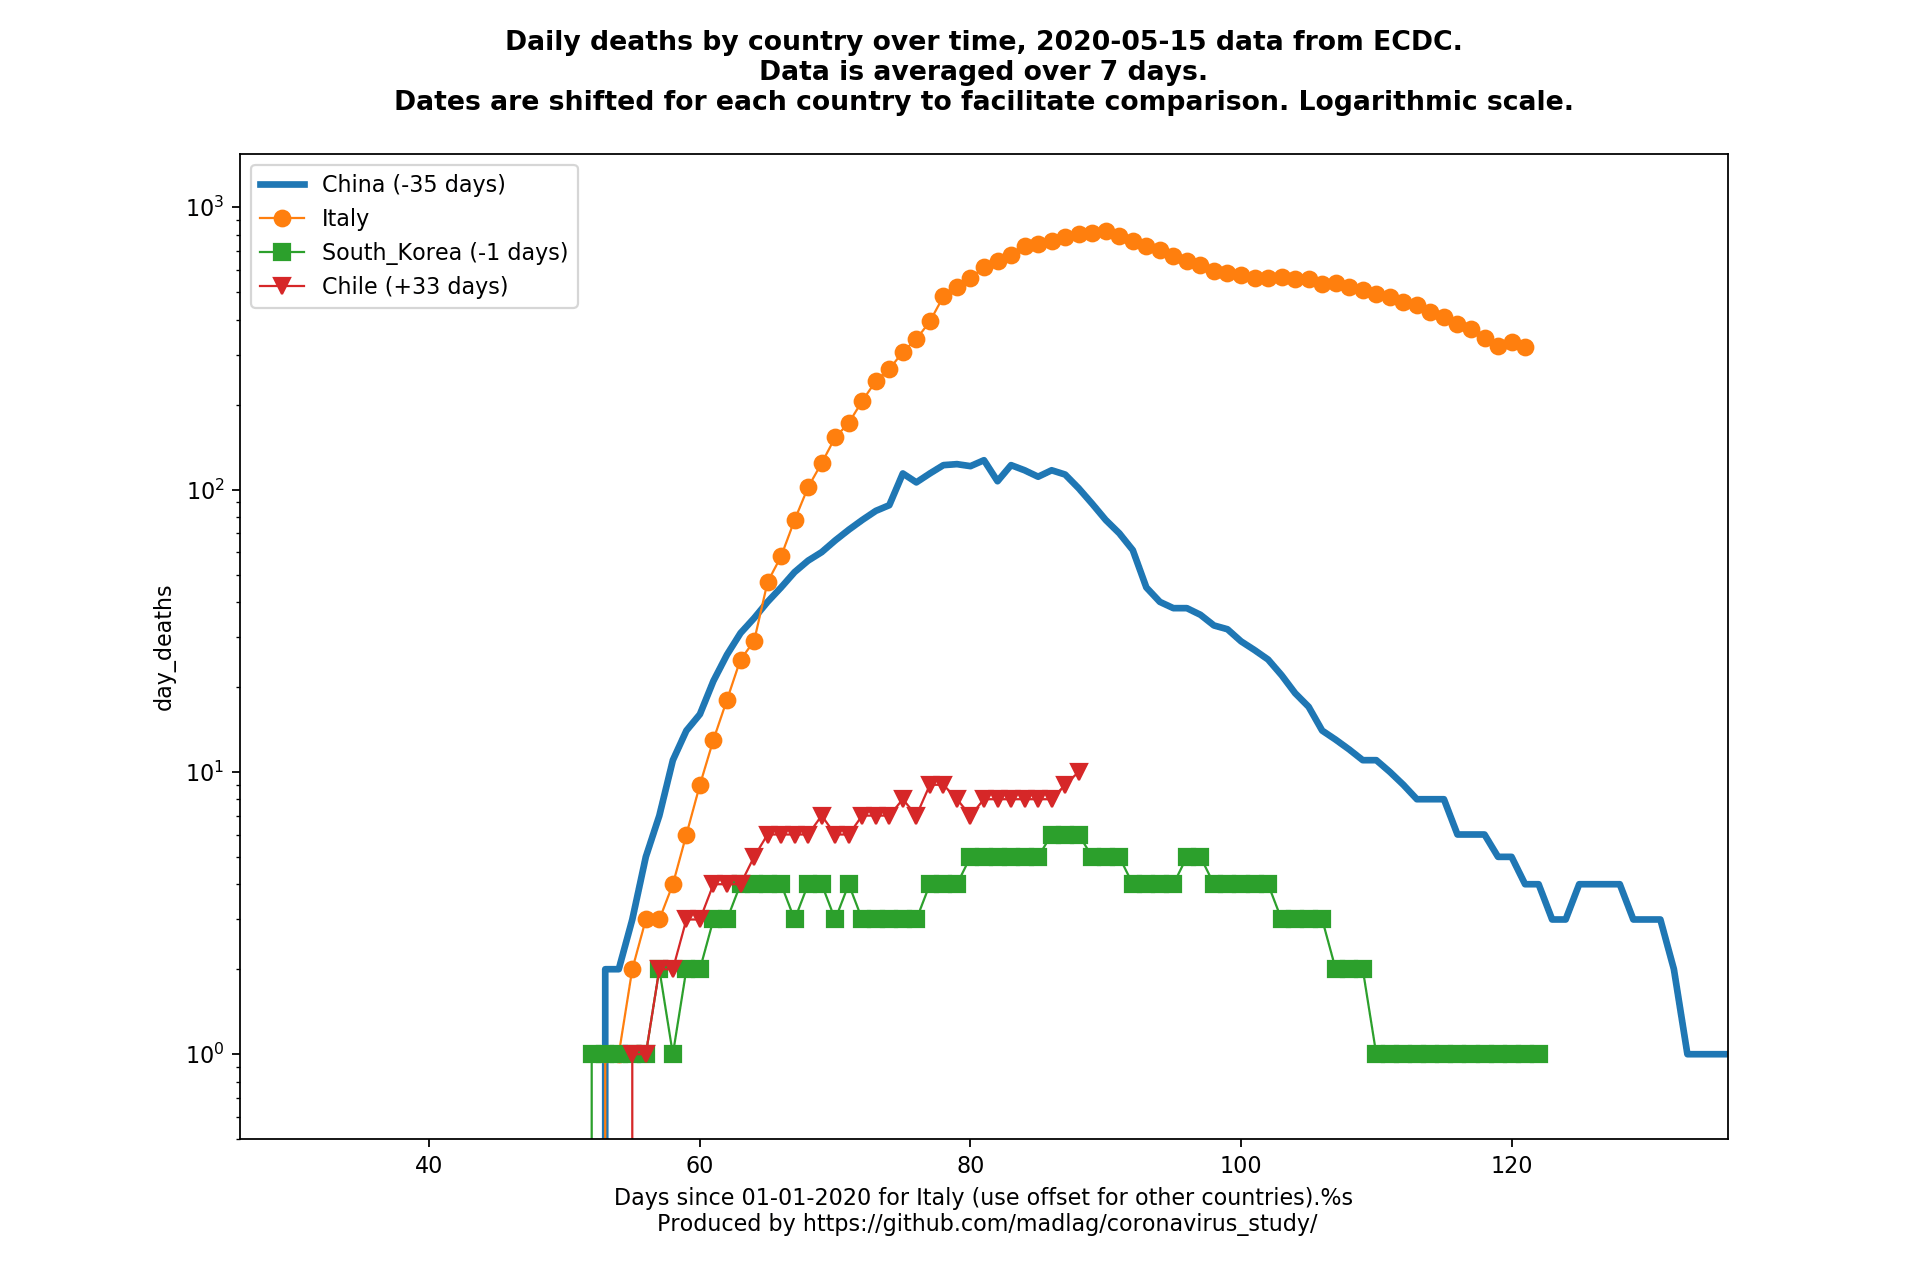 Daily deaths by country over time, 2020-05-15 data from ECDC.
Data is averaged over 7 days.
Dates are shifted for each country to facilitate comparison. Logarithmic scale.
China (-35 days)
Italy
South_Korea (-1 days)
Chile (+33 days)
10³
10²
10¹
10⁰
day_deaths
40 60 80 100 120
Days since 01-01-2020 for Italy (use offset for other countries).%s
Produced by https://github.com/madlag/coronavirus_study/